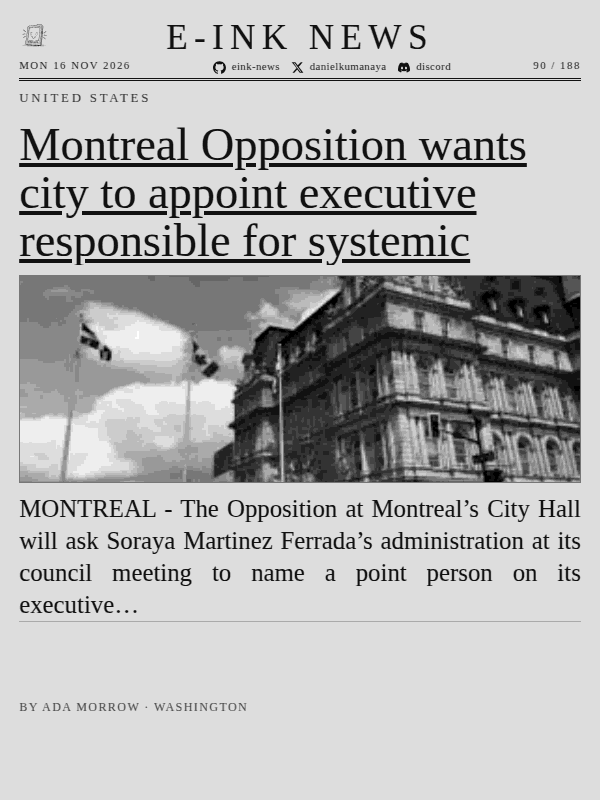 E-INK NEWS
MON 16 NOV 2026
eink-news danielkumanaya discord
90 / 188
UNITED STATES
Montreal Opposition wants
city to appoint executive
responsible for systemic
MONTREAL - The Opposition at Montreal’s City Hall
will ask Soraya Martinez Ferrada’s administration at its
council meeting to name a point person on its
executive…
BY ADA MORROW · WASHINGTON